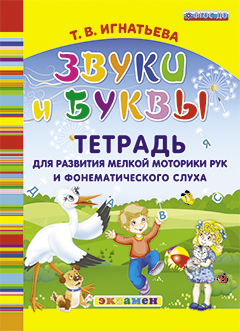 Т. В. ИГНАТЬЕВА
ЗВУКИ
И БУКВЫ
ТЕТРАДЬ
ДЛЯ РАЗВИТИЯ МЕЛКОЙ МОТОРИКИ РУК
И ФОНЕМАТИЧЕСКОГО СЛУХА
ЭКЗАМЕН